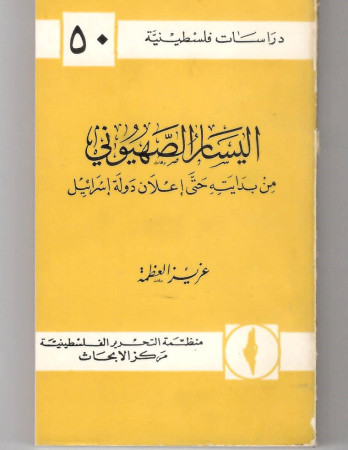 دراسات فلسطينية
٥٠
اليسار الصهيوني
من بدايته حتى إعلان دولة إسرائيل
عزيز العظمة
منظمة التحرير الفلسطينية
مركز الابحاث